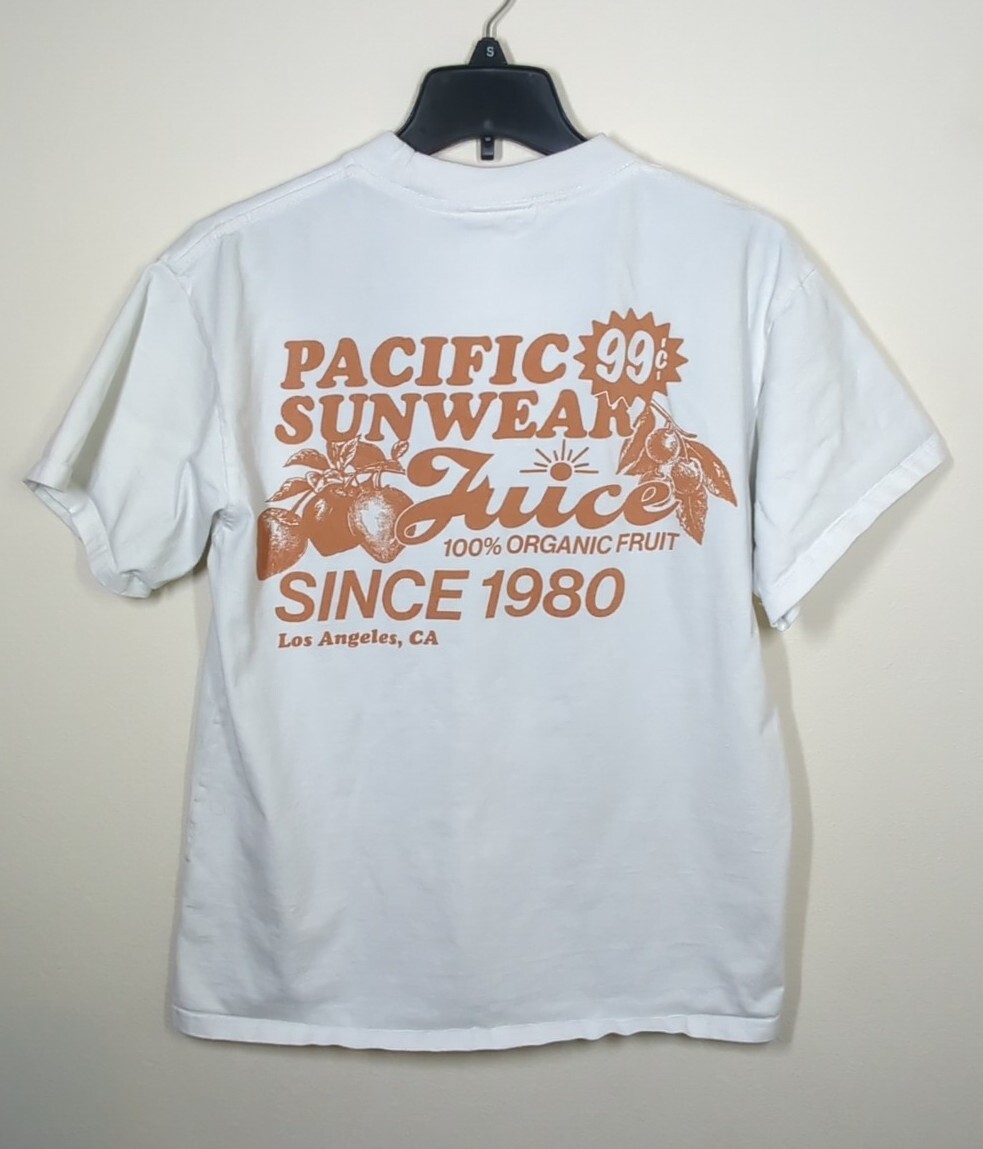 S
PACIFIC 99¢
SUNWEAR
Juice
100% ORGANIC FRUIT
SINCE 1980
Los Angeles, CA